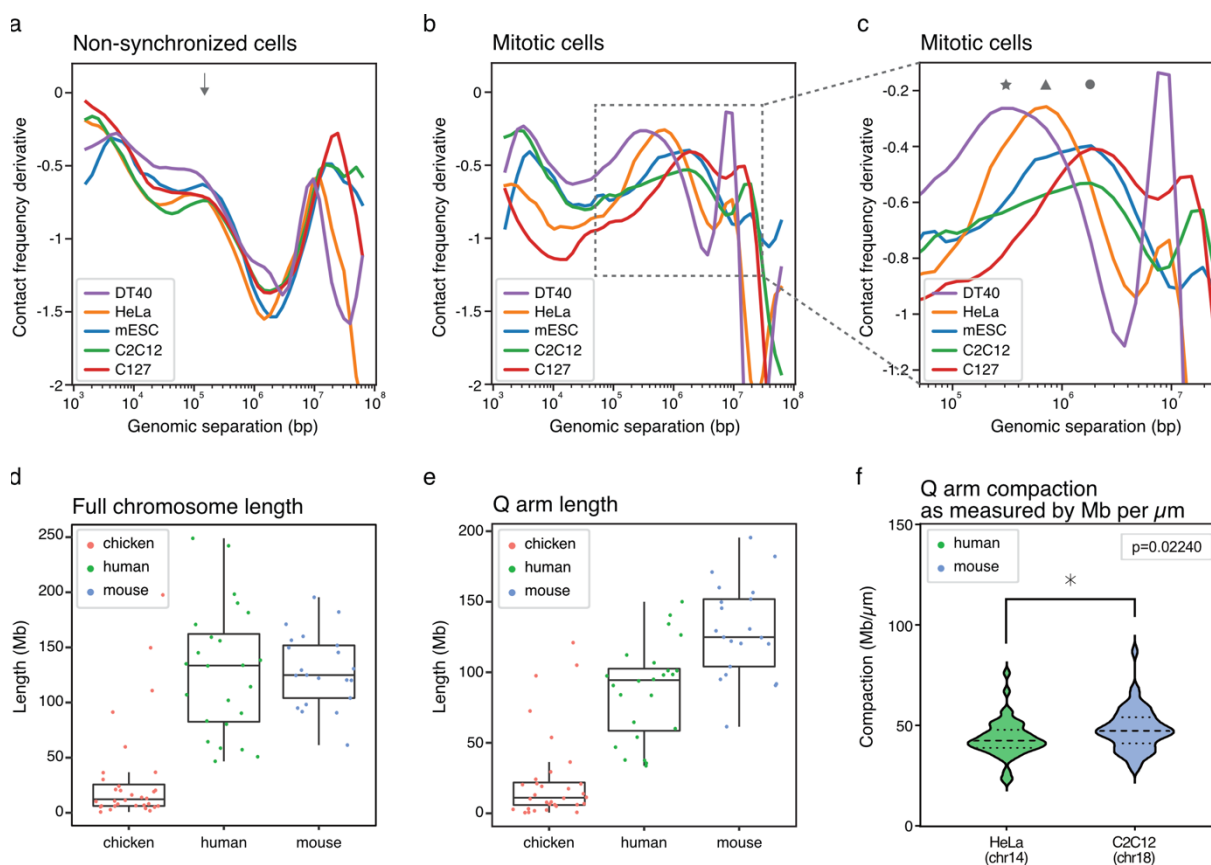 a
Non-synchronized cells
0
-0.5
-1
-1.5
-2
Contact frequency derivative
DT40
HeLa
mESC
C2C12
C127
10³ 10⁴ 10⁵ 10⁶ 10⁷ 10⁸
Genomic separation (bp)
b
Mitotic cells
0
-0.5
-1
-1.5
-2
Contact frequency derivative
DT40
HeLa
mESC
C2C12
C127
10³ 10⁴ 10⁵ 10⁶ 10⁷ 10⁸
Genomic separation (bp)
c
Mitotic cells
-0.2
-0.4
-0.6
-0.8
-1
-1.2
Contact frequency derivative
DT40
HeLa
mESC
C2C12
C127
10⁵ 10⁶ 10⁷
Genomic separation (bp)
d
Full chromosome length
250
200
150
100
50
0
Length (Mb)
chicken
human
mouse
chicken human mouse
e
Q arm length
200
150
100
50
0
Length (Mb)
chicken
human
mouse
chicken human mouse
f
Q arm compaction
as measured by Mb per µm
150
100
50
0
Compaction (Mb/µm)
human
mouse
p=0.02240
*
HeLa C2C12
(chr14) (chr18)